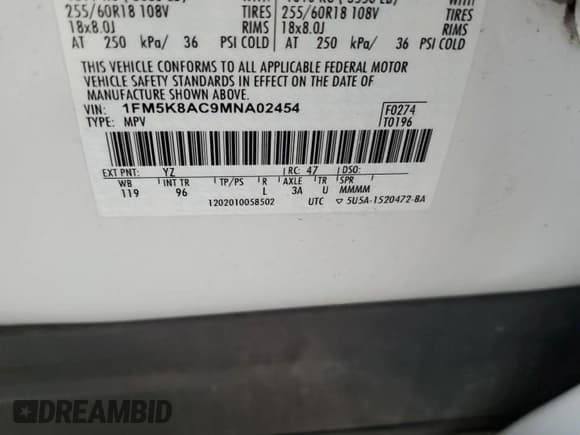 255/60R18 108V TIRES 255/60R18 108V TIRES
18x8.0J RIMS 18x8.0J RIMS
AT 250 kPa/ 36 PSI COLD AT 250 kPa/ 36 PSI COLD
THIS VEHICLE CONFORMS TO ALL APPLICABLE FEDERAL MOTOR
VEHICLE SAFETY STANDARDS IN EFFECT ON THE DATE OF
MANUFACTURE SHOWN ABOVE.
VIN: 1FM5K8AC9MNA02454 F0274
TYPE: MPV T0196
EXT PNT: YZ RC: 47 DSO:
WB INT TR TP/PS R AXLE TR SPR
119 96 L 3A U MMMM
1202010058502 UTC ▽ 5U5A-1520472-BA
DREAMBID